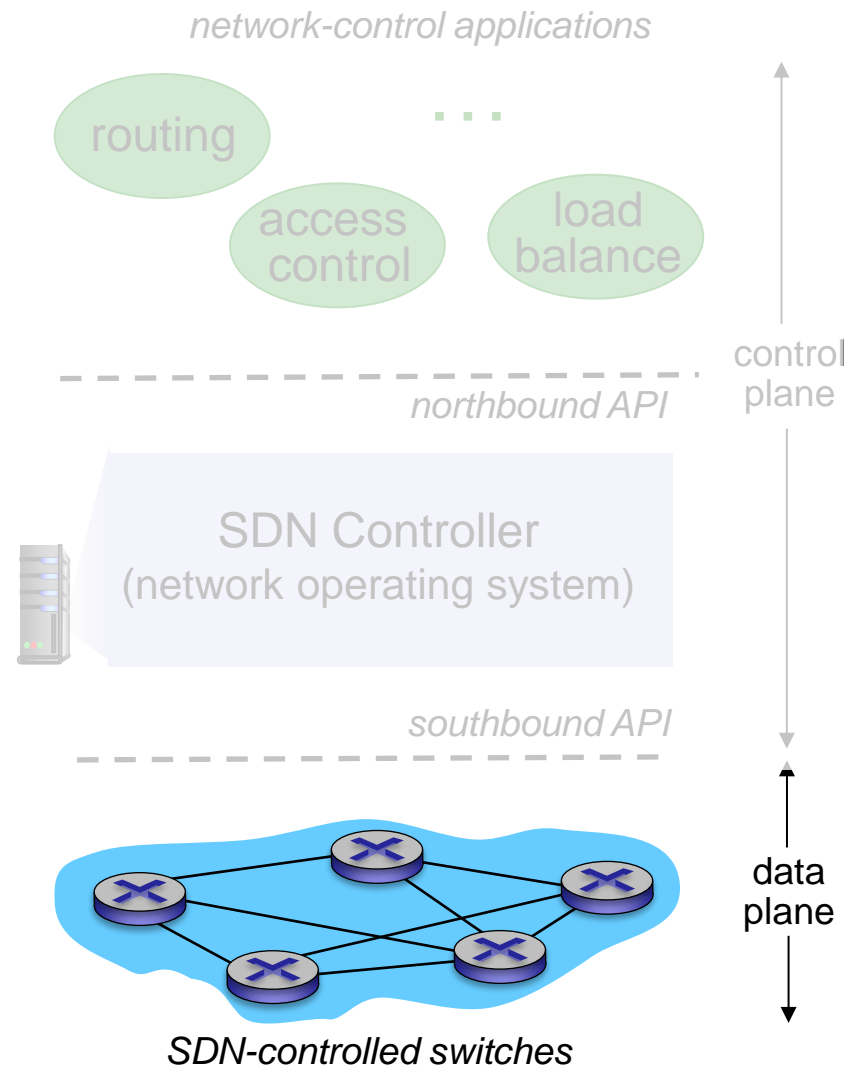 network-control applications
routing
...
access
control
load
balance
control
plane
northbound API
SDN Controller
(network operating system)
southbound API
data
plane
SDN-controlled switches